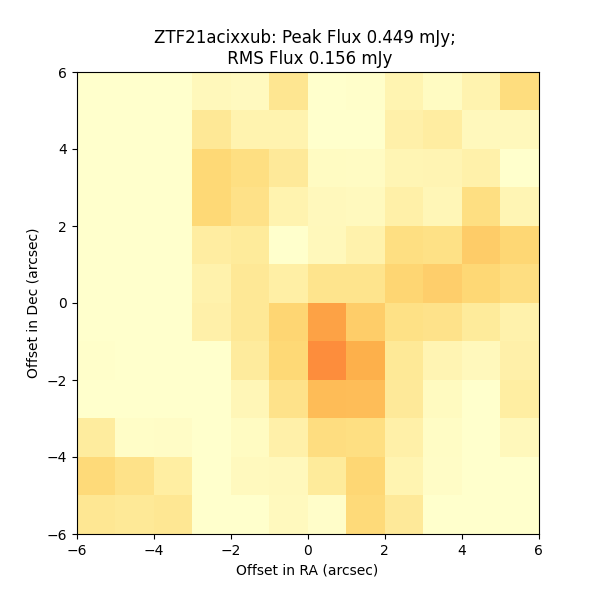 ZTF21acixxub: Peak Flux 0.449 mJy;
RMS Flux 0.156 mJy
6
4
2
0
−2
−4
−6
Offset in Dec (arcsec)
−6 −4 −2 0 2 4 6
Offset in RA (arcsec)